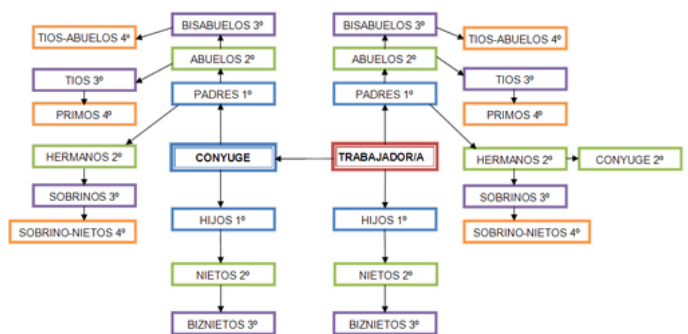 BISABUELOS 3º
BISABUELOS 3º
TIOS-ABUELOS 4º
TIOS-ABUELOS 4º
ABUELOS 2º
ABUELOS 2º
TIOS 3º
TIOS 3º
PADRES 1º
PADRES 1º
PRIMOS 4º
PRIMOS 4º
HERMANOS 2º
CONYUGE
TRABAJADOR/A
HERMANOS 2º
CONYUGE 2º
SOBRINOS 3º
SOBRINOS 3º
HIJOS 1º
HIJOS 1º
SOBRINO-NIETOS 4º
SOBRINO-NIETOS 4º
NIETOS 2º
NIETOS 2º
BIZNIETOS 3º
BIZNIETOS 3º